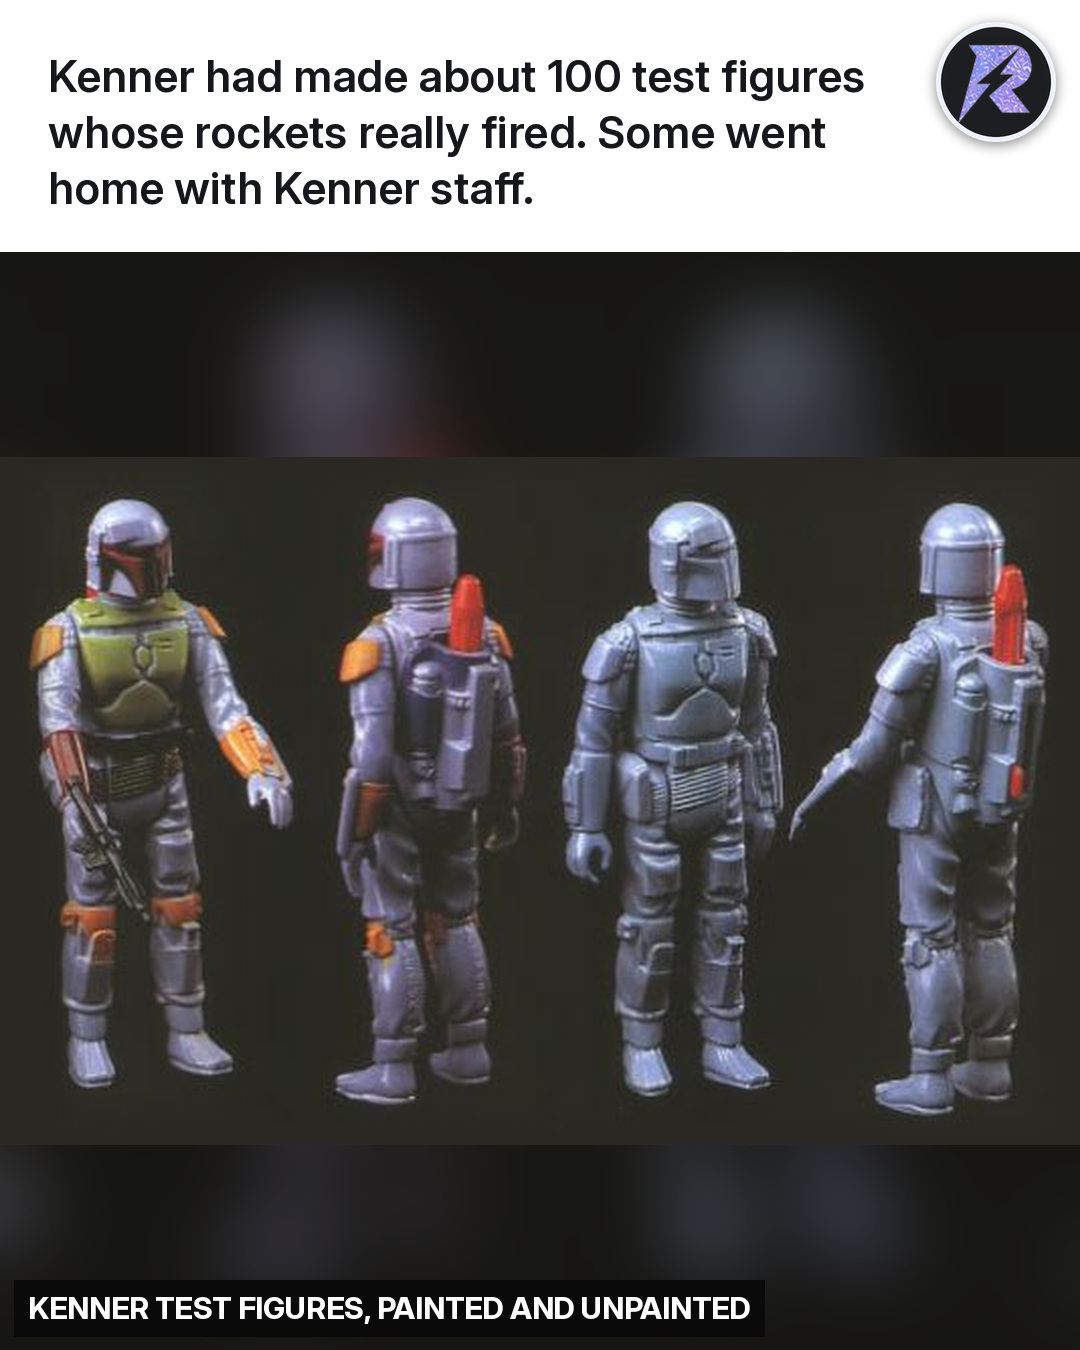 Kenner had made about 100 test figures
whose rockets really fired. Some went
home with Kenner staff.
R
KENNER TEST FIGURES, PAINTED AND UNPAINTED